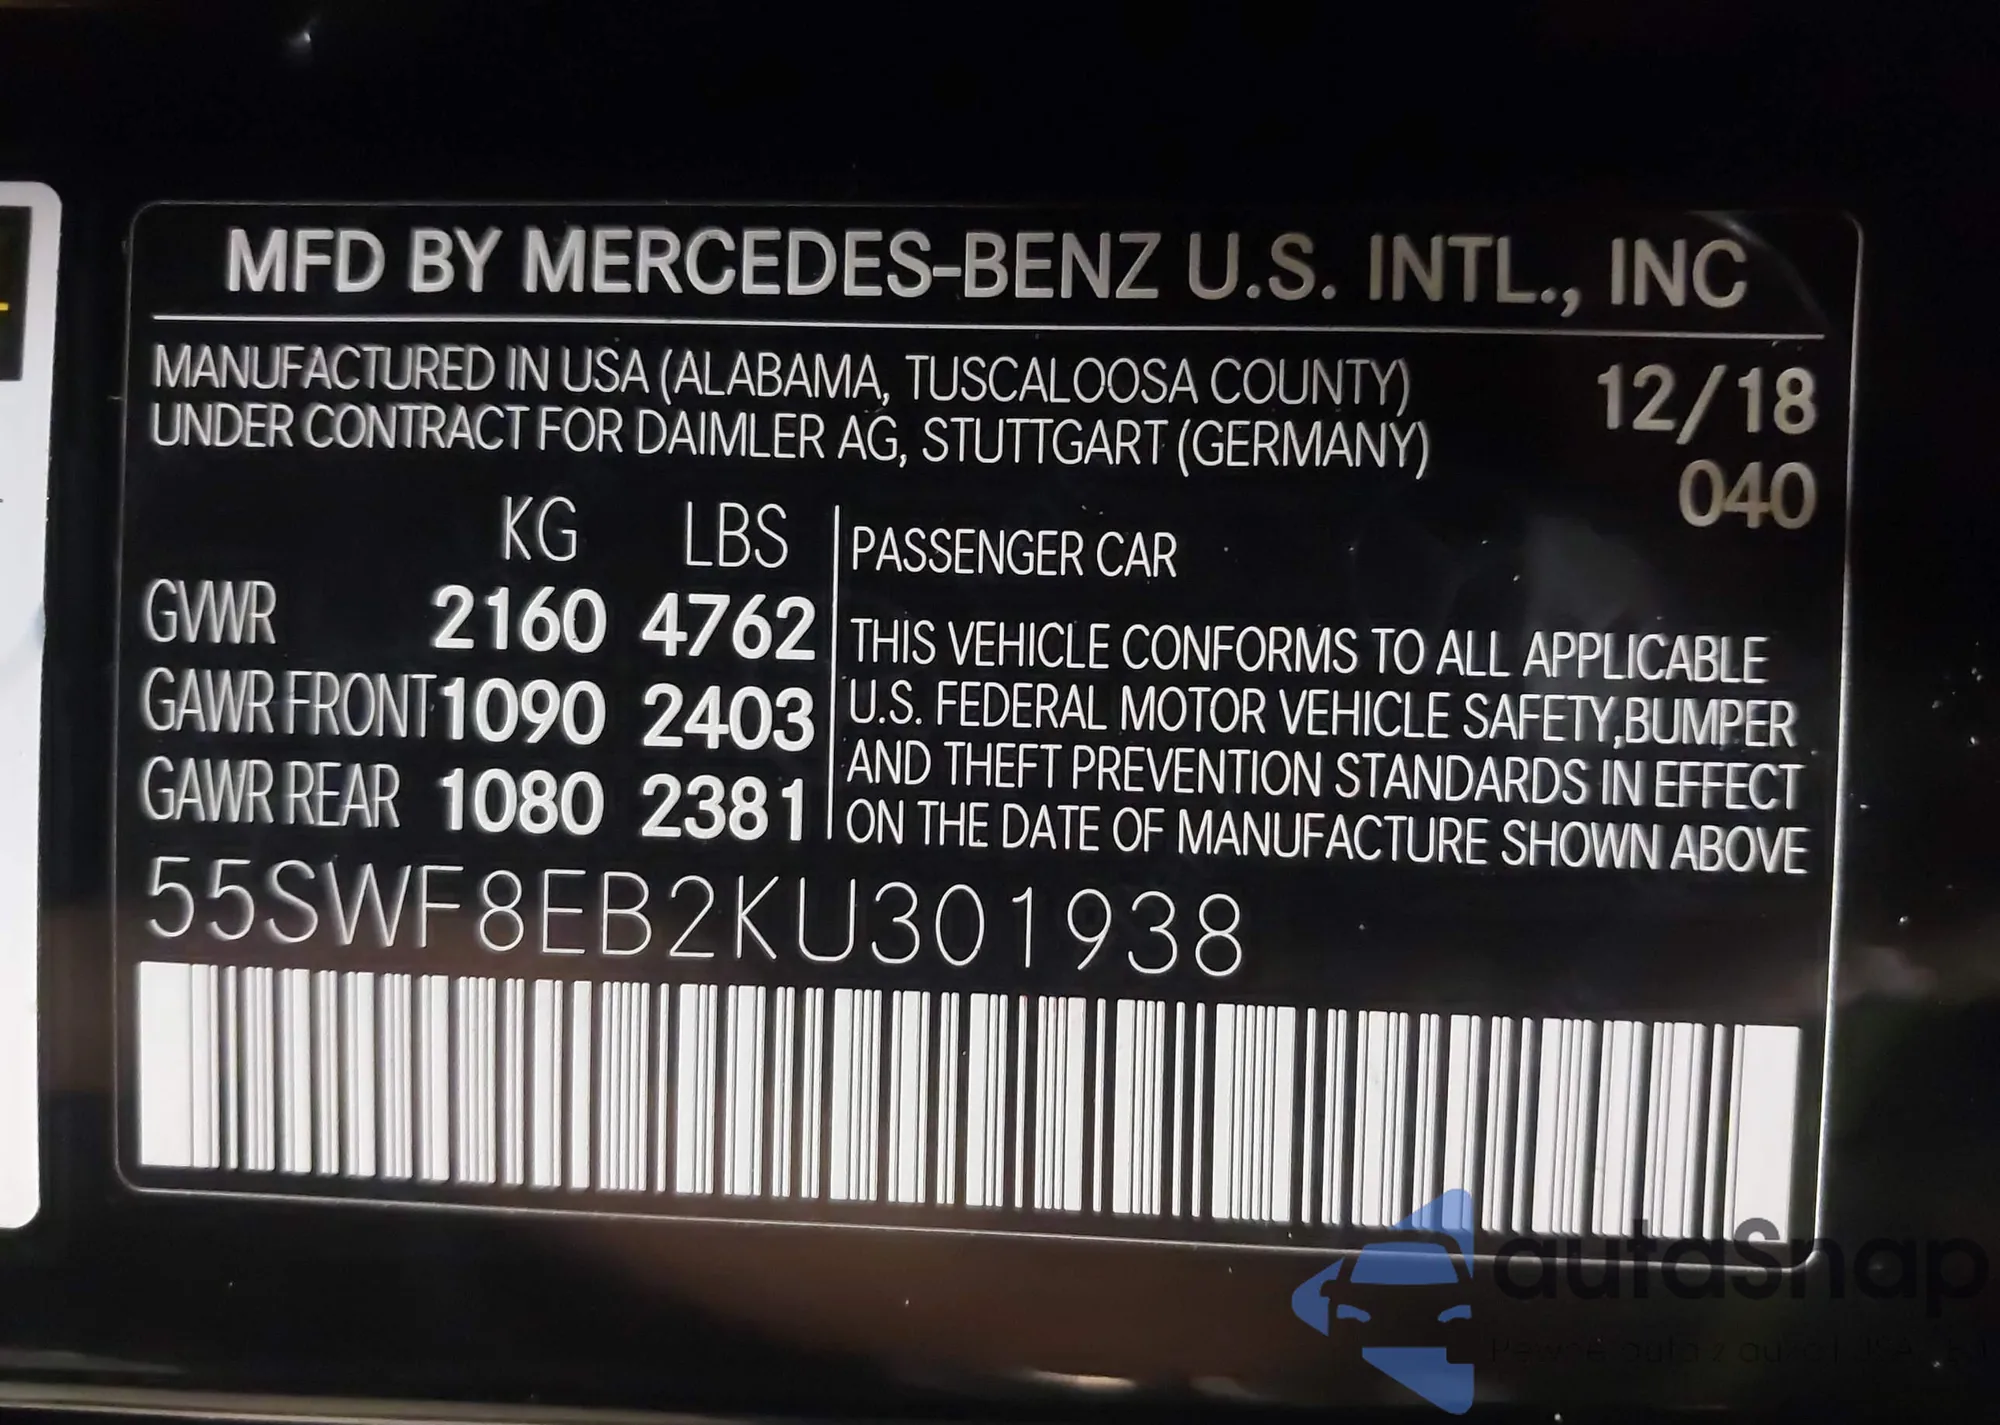 MFD BY MERCEDES-BENZ U.S. INTL., INC
MANUFACTURED IN USA (ALABAMA, TUSCALOOSA COUNTY)
UNDER CONTRACT FOR DAIMLER AG, STUTTGART (GERMANY)
12/18
040
KG LBS
GVWR 2160 4762
GAWR FRONT 1090 2403
GAWR REAR 1080 2381
PASSENGER CAR
THIS VEHICLE CONFORMS TO ALL APPLICABLE
U.S. FEDERAL MOTOR VEHICLE SAFETY,BUMPER
AND THEFT PREVENTION STANDARDS IN EFFECT
ON THE DATE OF MANUFACTURE SHOWN ABOVE
55SWF8EB2KU301938
autaSnap
auta z